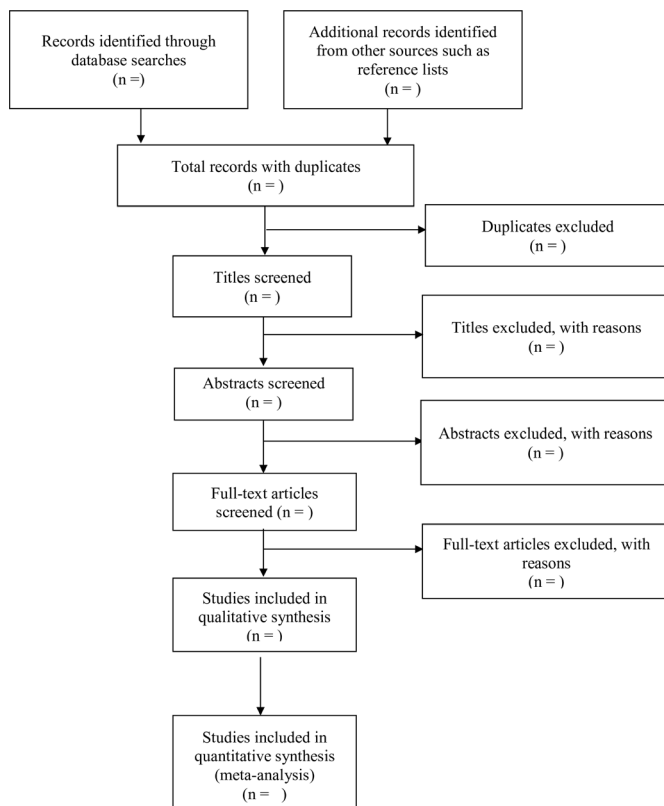 Records identified through
database searches
(n =)
Additional records identified
from other sources such as
reference lists
(n = )
Total records with duplicates
(n = )
Duplicates excluded
(n = )
Titles screened
(n = )
Titles excluded, with reasons
(n = )
Abstracts screened
(n = )
Abstracts excluded, with reasons
(n = )
Full-text articles
screened (n = )
Full-text articles excluded, with
reasons
(n = )
Studies included in
qualitative synthesis
(n = )
Studies included in
quantitative synthesis
(meta-analysis)
(n =   )